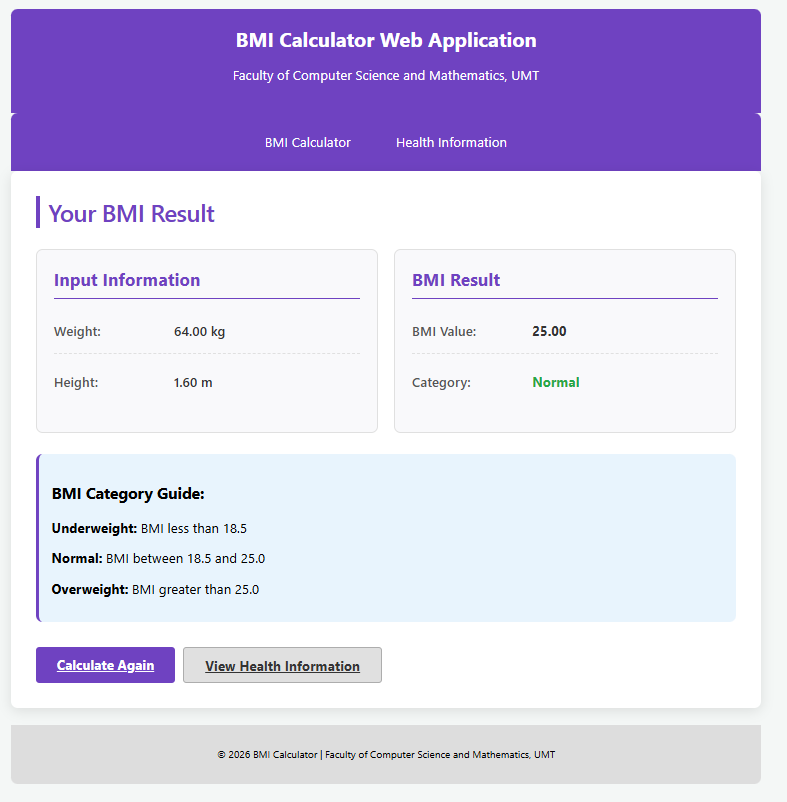 BMI Calculator Web Application
Faculty of Computer Science and Mathematics, UMT
BMI Calculator
Health Information
Your BMI Result
Input Information
Weight: 64.00 kg
Height: 1.60 m
BMI Result
BMI Value: 25.00
Category: Normal
BMI Category Guide:
Underweight: BMI less than 18.5
Normal: BMI between 18.5 and 25.0
Overweight: BMI greater than 25.0
Calculate Again
View Health Information
© 2026 BMI Calculator | Faculty of Computer Science and Mathematics, UMT